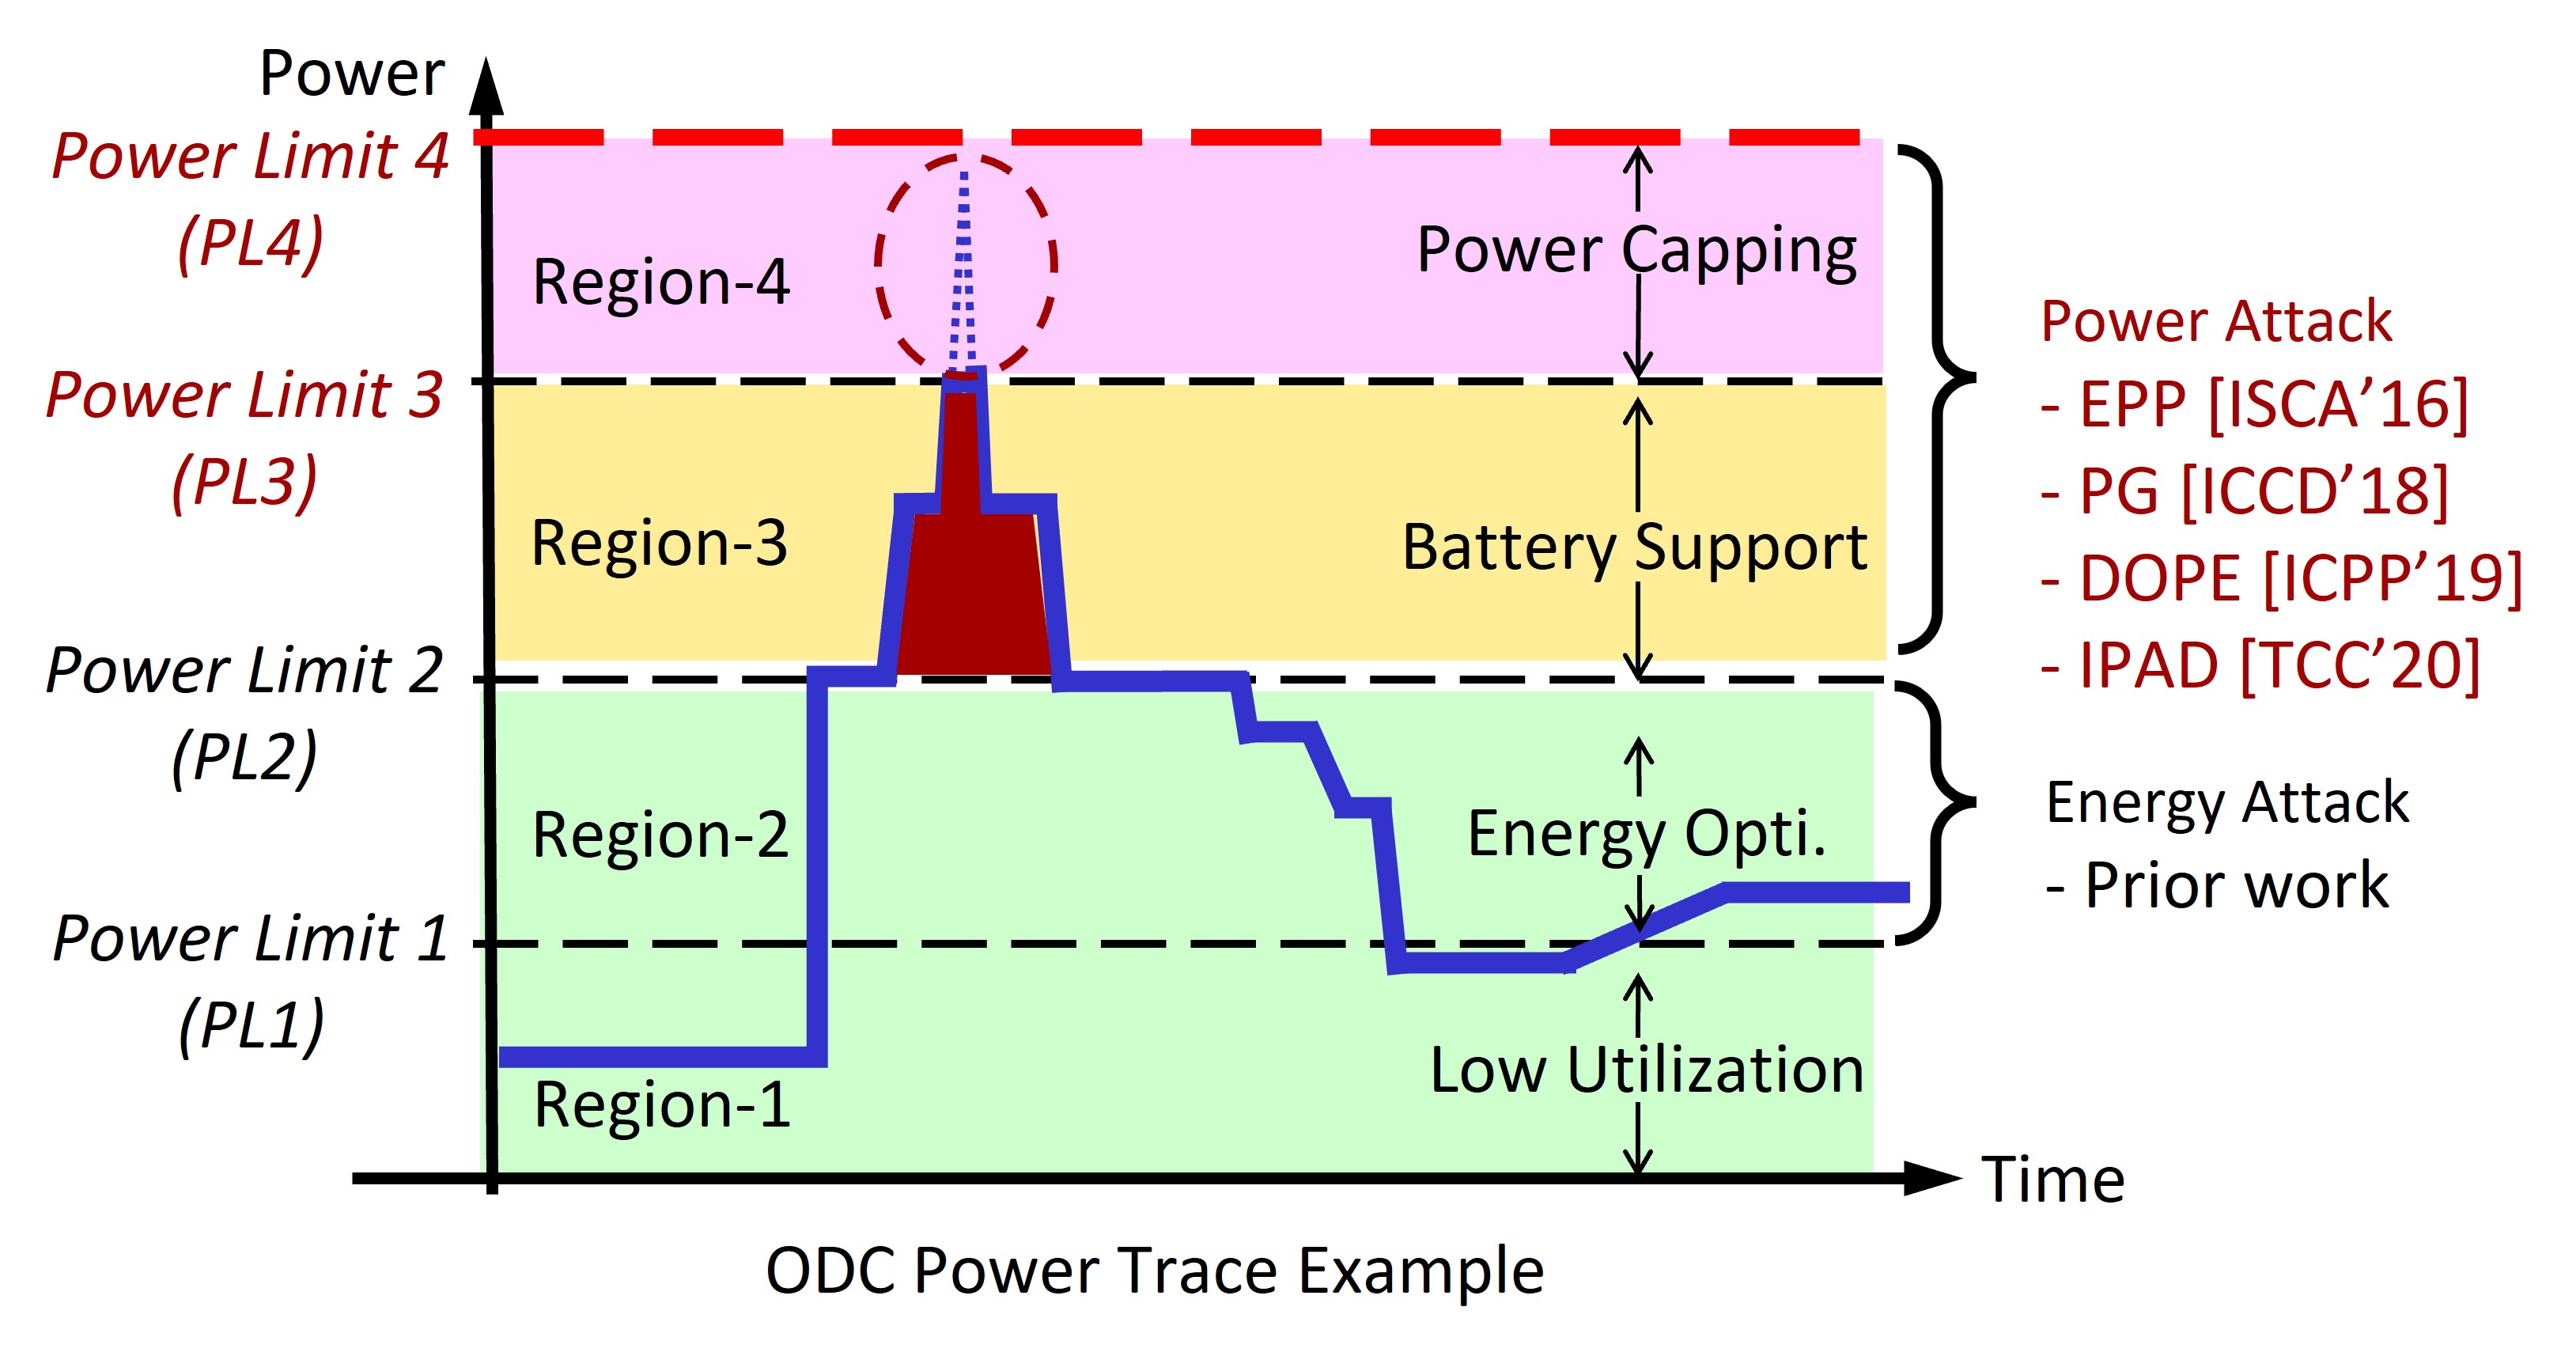 Power
Power Limit 4
(PL4)
Region-4
Power Capping
Power Limit 3
(PL3)
Region-3
Battery Support
Power Limit 2
(PL2)
Region-2
Energy Opti.
Power Limit 1
(PL1)
Region-1
Low Utilization
Power Attack
- EPP [ISCA’16]
- PG [ICCD’18]
- DOPE [ICPP’19]
- IPAD [TCC’20]
Energy Attack
- Prior work
Time
ODC Power Trace Example